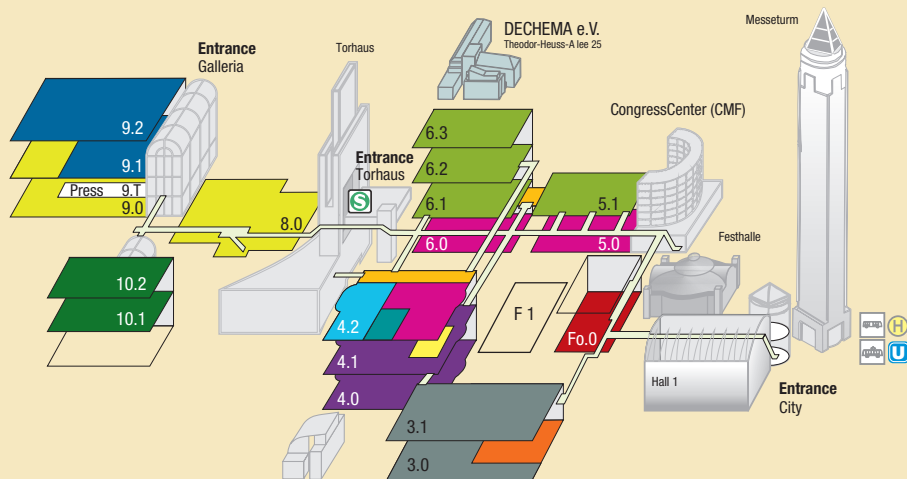 DECHEMA e.V.
Theodor-Heuss-A lee 25
Messeturm
Entrance
Galleria
Torhaus
CongressCenter (CMF)
9.2
6.3
9.1
6.2
Entrance
Torhaus
Press 9.T
9.0
S
6.1
5.1
8.0
6.0
5.0
Festhalle
10.2
10.1
4.2
F 1
Fo.0
H
U
4.1
4.0
Hall 1
Entrance
City
3.1
3.0